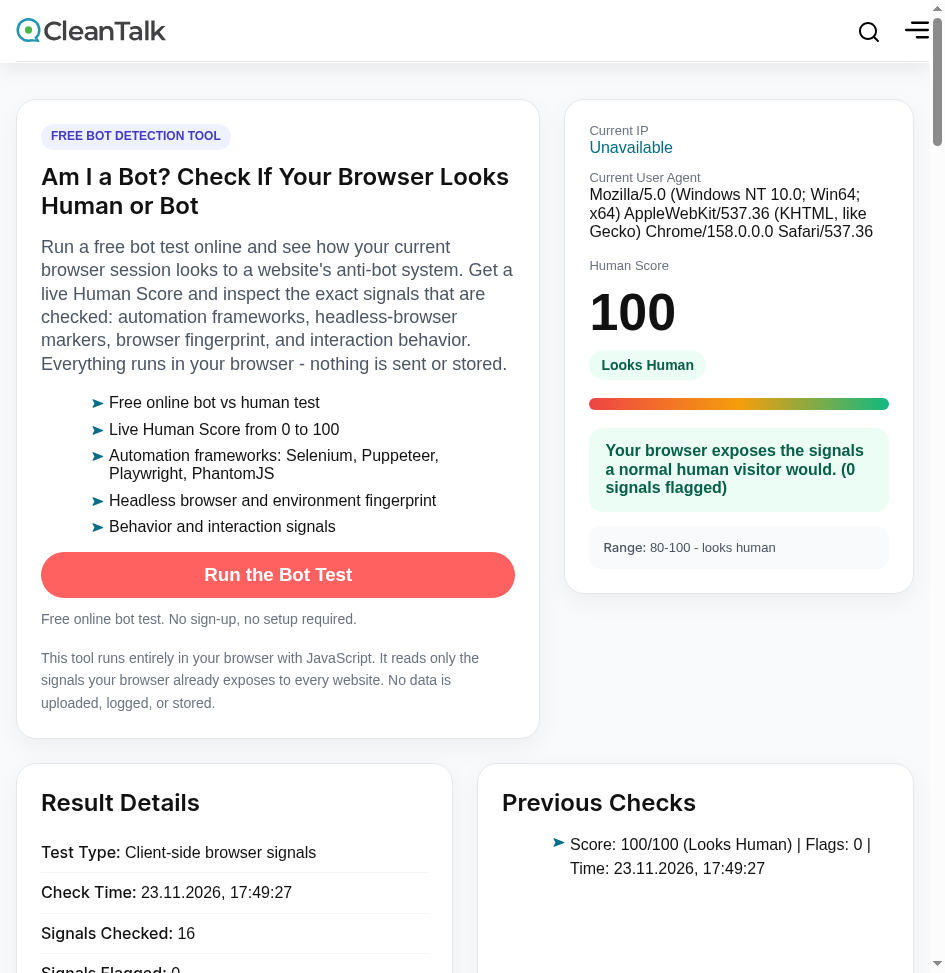 CleanTalk
FREE BOT DETECTION TOOL
Am I a Bot? Check If Your Browser Looks
Human or Bot
Run a free bot test online and see how your current
browser session looks to a website's anti-bot system. Get a
live Human Score and inspect the exact signals that are
checked: automation frameworks, headless-browser
markers, browser fingerprint, and interaction behavior.
Everything runs in your browser - nothing is sent or stored.
Free online bot vs human test
Live Human Score from 0 to 100
Automation frameworks: Selenium, Puppeteer,
Playwright, PhantomJS
Headless browser and environment fingerprint
Behavior and interaction signals
Run the Bot Test
Free online bot test. No sign-up, no setup required.
This tool runs entirely in your browser with JavaScript. It reads only the
signals your browser already exposes to every website. No data is
uploaded, logged, or stored.
Current IP
Unavailable
Current User Agent
Mozilla/5.0 (Windows NT 10.0; Win64;
x64) AppleWebKit/537.36 (KHTML, like
Gecko) Chrome/158.0.0.0 Safari/537.36
Human Score
100
Looks Human
Your browser exposes the signals
a normal human visitor would. (0
signals flagged)
Range: 80-100 - looks human
Result Details
Test Type: Client-side browser signals
Check Time: 23.11.2026, 17:49:27
Signals Checked: 16
Signals Flagged: 0
Previous Checks
Score: 100/100 (Looks Human) | Flags: 0 |
Time: 23.11.2026, 17:49:27